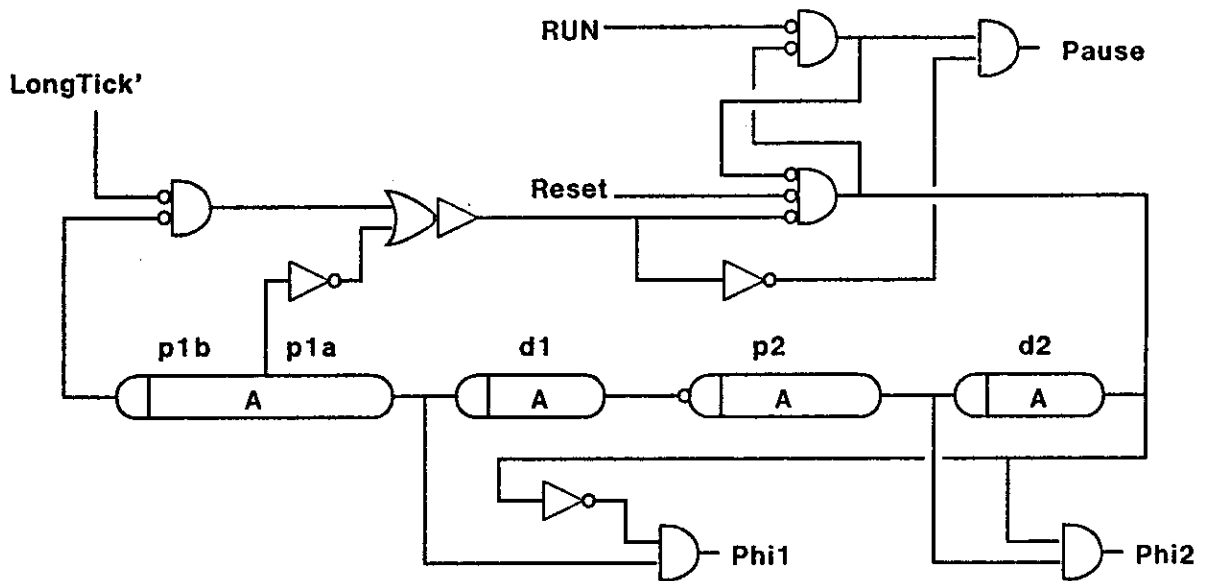 RUN
Pause
LongTick'
Reset
p1b p1a d1 p2 d2
A A A A
Phi1 Phi2